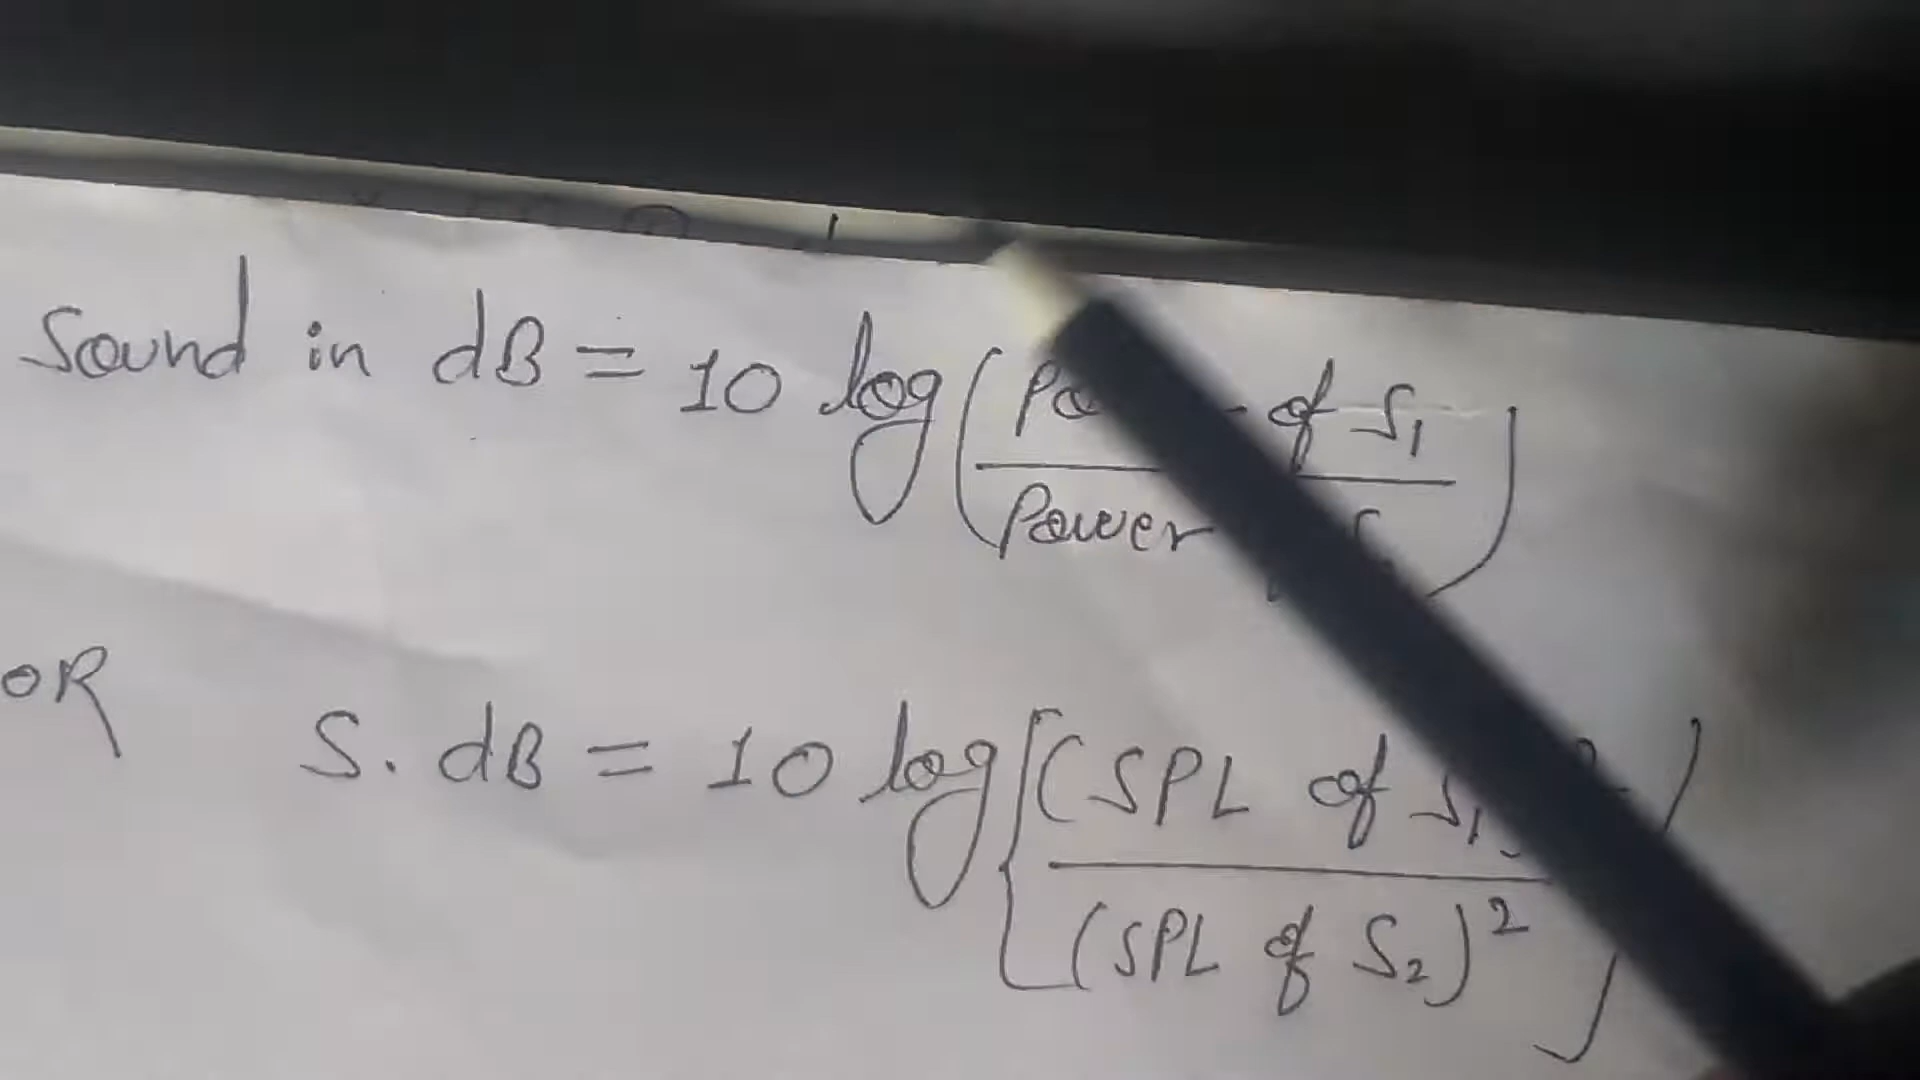 Sound in dB = 10 log ( of S1 / Power )
OR
S. dB = 10 log [ (SPL of S1 / (SPL of S2)² ]